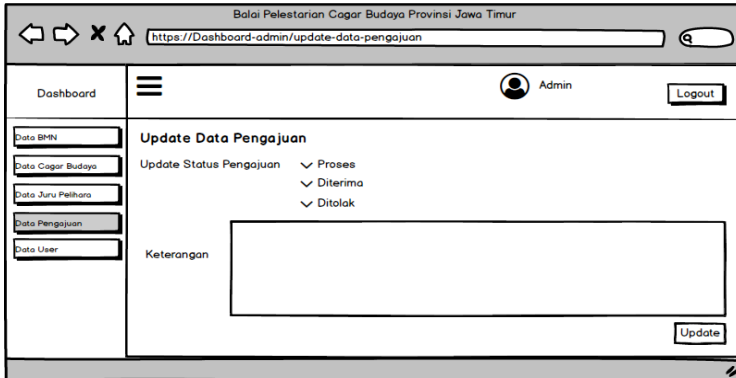 Balai Pelestarian Cagar Budaya Provinsi Jawa Timur
https://Dashboard-admin/update-data-pengajuan
Dashboard
Admin
Logout
Data BMN
Data Cagar Budaya
Data Juru Pelihara
Data Pengajuan
Data User
Update Data Pengajuan
Update Status Pengajuan
Proses
Diterima
Ditolak
Keterangan
Update